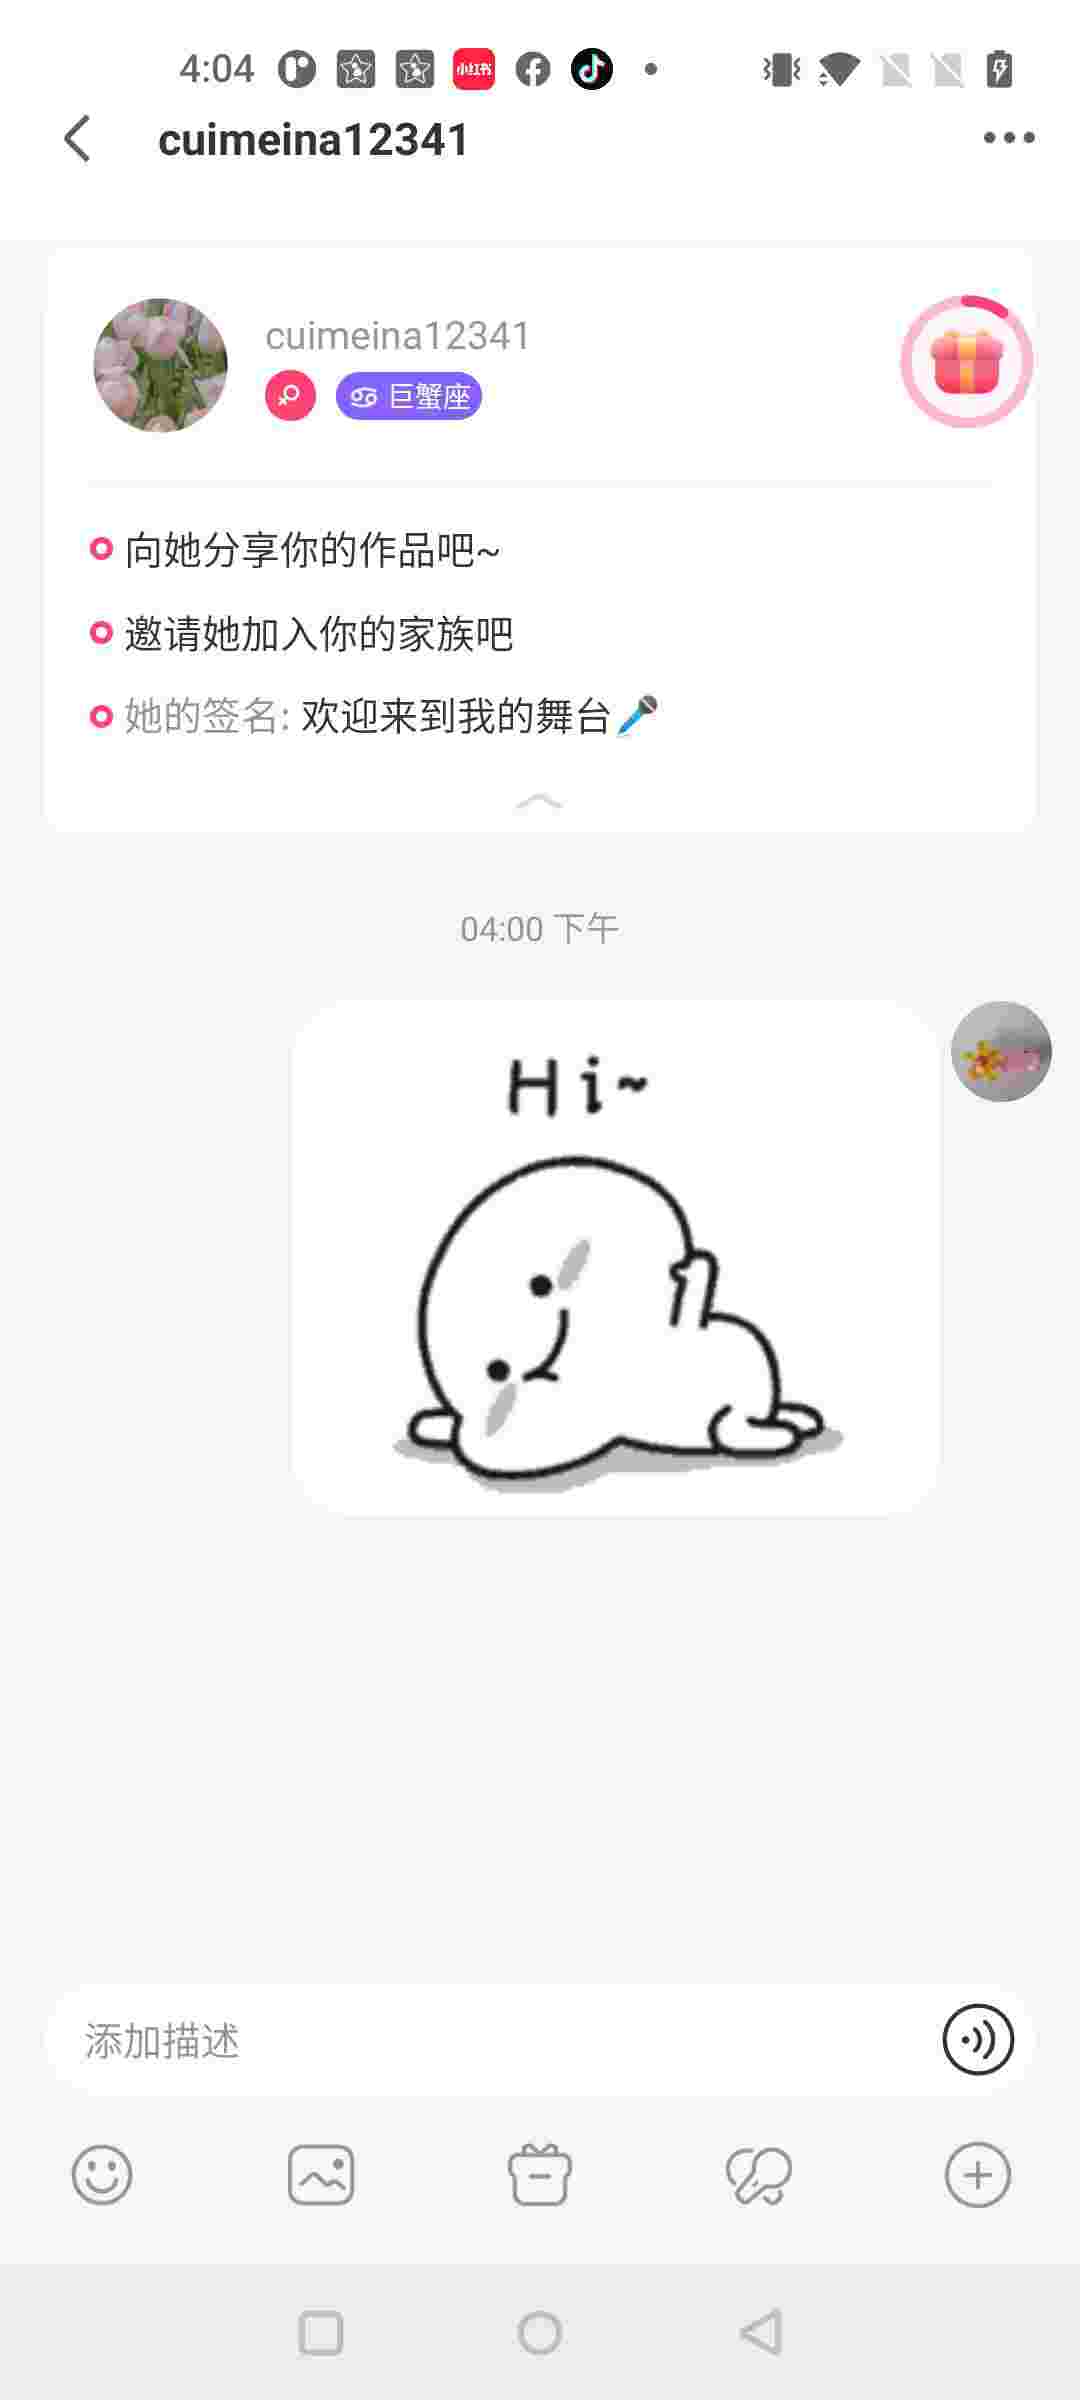 4:04 小红书
cuimeina12341
cuimeina12341
巨蟹座
向她分享你的作品吧~
邀请她加入你的家族吧
她的签名: 欢迎来到我的舞台🎤
04:00 下午
Hi~
添加描述